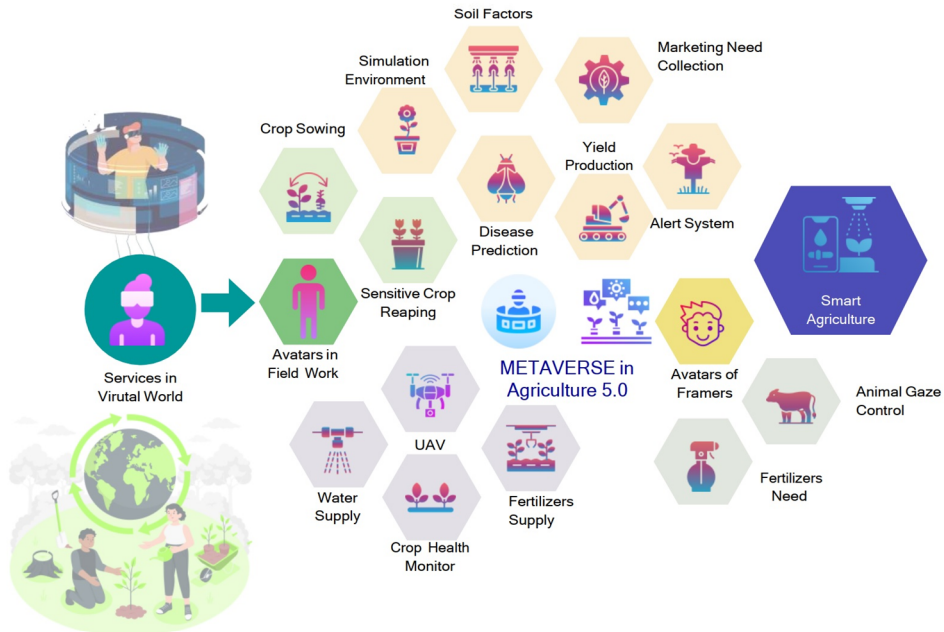 Soil Factors
Simulation
Environment
Marketing Need
Collection
Crop Sowing
Yield
Production
Disease
Prediction
Alert System
Sensitive Crop
Reaping
Smart
Agriculture
Avatars in
Field Work
Services in
Virutal World
METAVERSE in
Agriculture 5.0
Avatars of
Framers
Animal Gaze
Control
UAV
Water
Supply
Fertilizers
Supply
Fertilizers
Need
Crop Health
Monitor